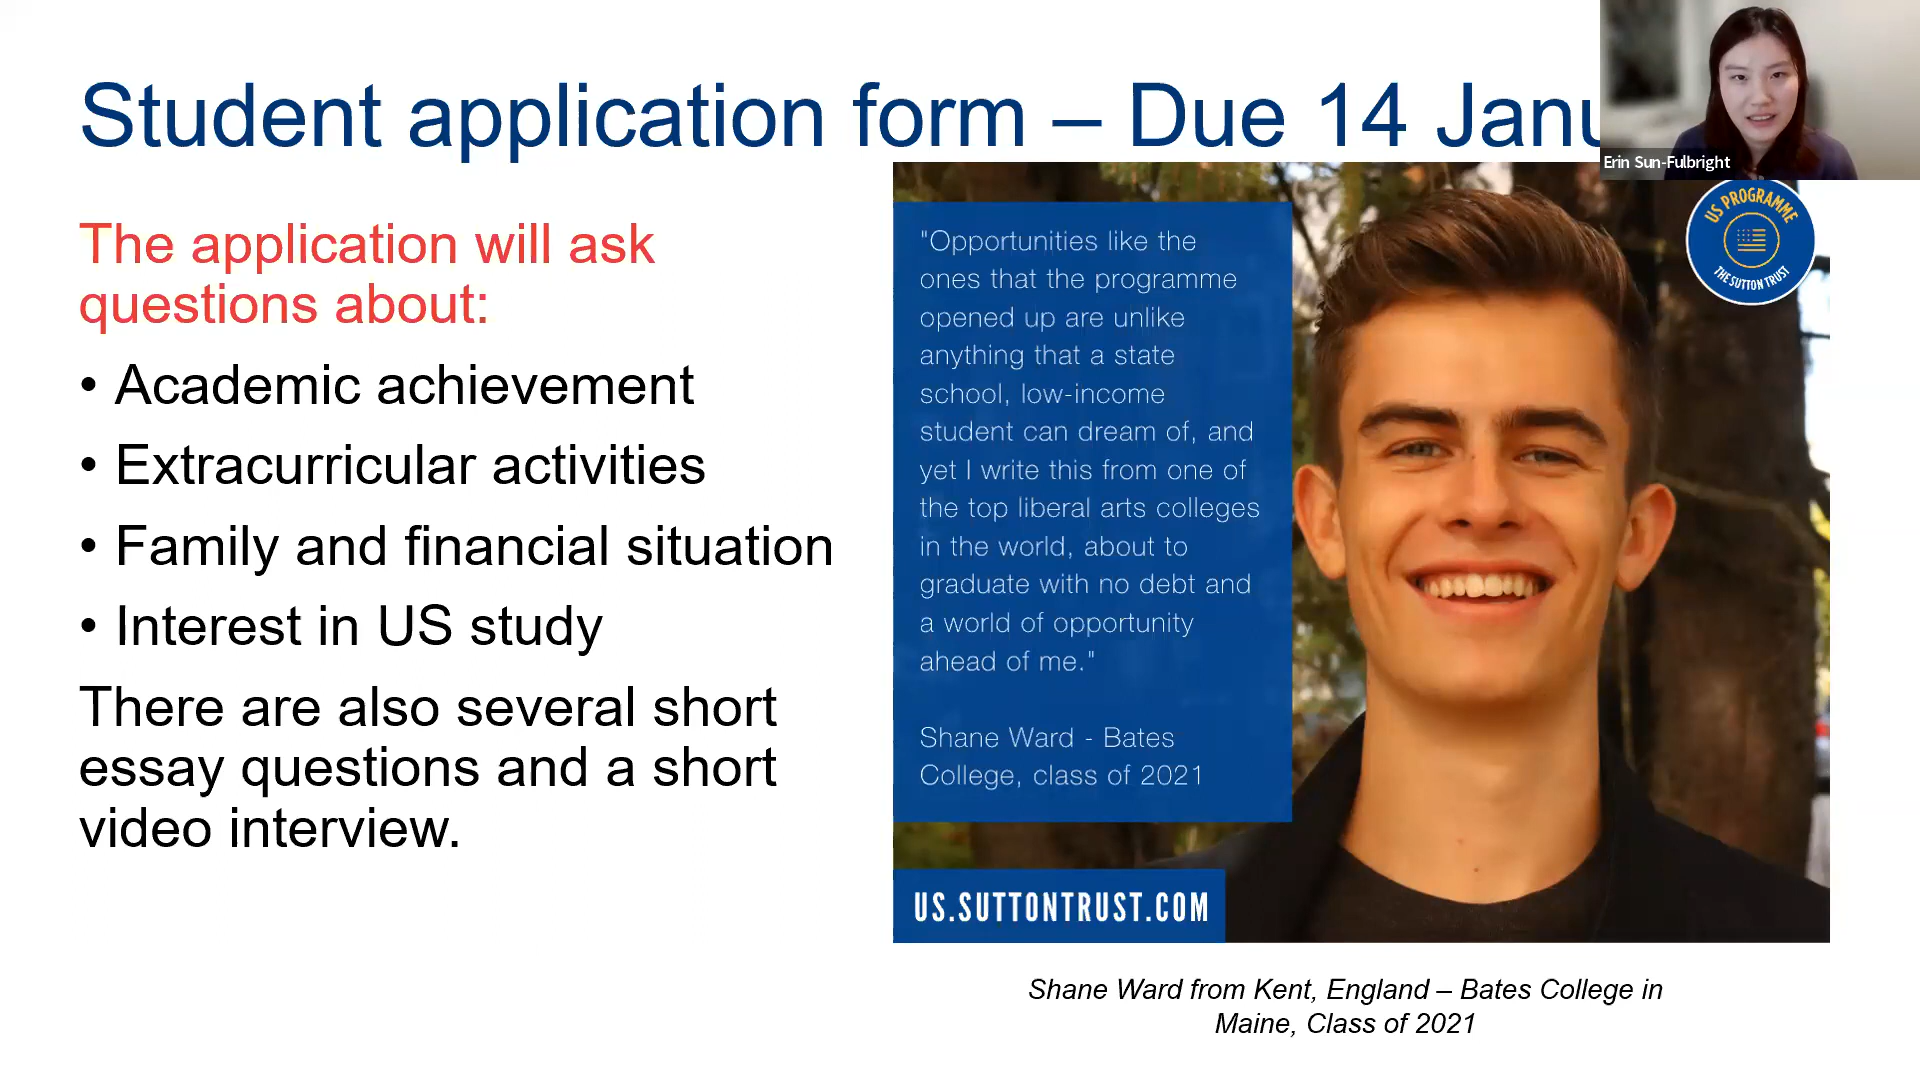 Student application form – Due 14 Janu
Erin Sun-Fulbright
The application will ask
questions about:
• Academic achievement
• Extracurricular activities
• Family and financial situation
• Interest in US study
There are also several short
essay questions and a short
video interview.
"Opportunities like the
ones that the programme
opened up are unlike
anything that a state
school, low-income
student can dream of, and
yet I write this from one of
the top liberal arts colleges
in the world, about to
graduate with no debt and
a world of opportunity
ahead of me."
Shane Ward - Bates
College, class of 2021
US PROGRAMME
THE SUTTON TRUST
US.SUTTONTRUST.COM
Shane Ward from Kent, England – Bates College in
Maine, Class of 2021